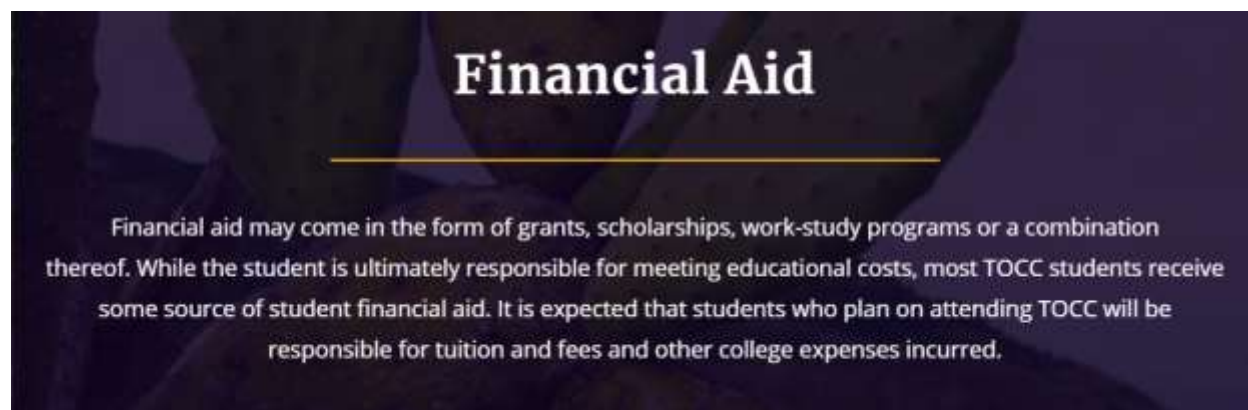 Financial Aid
Financial aid may come in the form of grants, scholarships, work-study programs or a combination
thereof. While the student is ultimately responsible for meeting educational costs, most TOCC students receive
some source of student financial aid. It is expected that students who plan on attending TOCC will be
responsible for tuition and fees and other college expenses incurred.